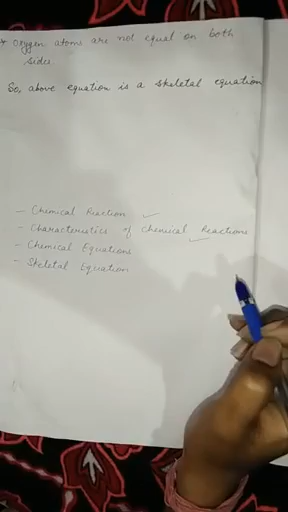 * Oxygen atoms are not equal on both
sides.
So, above equation is a skeletal equation
- Chemical Reaction ✓
- Characteristics of Chemical Reactions ✓
- Chemical Equations
- Skeletal Equation